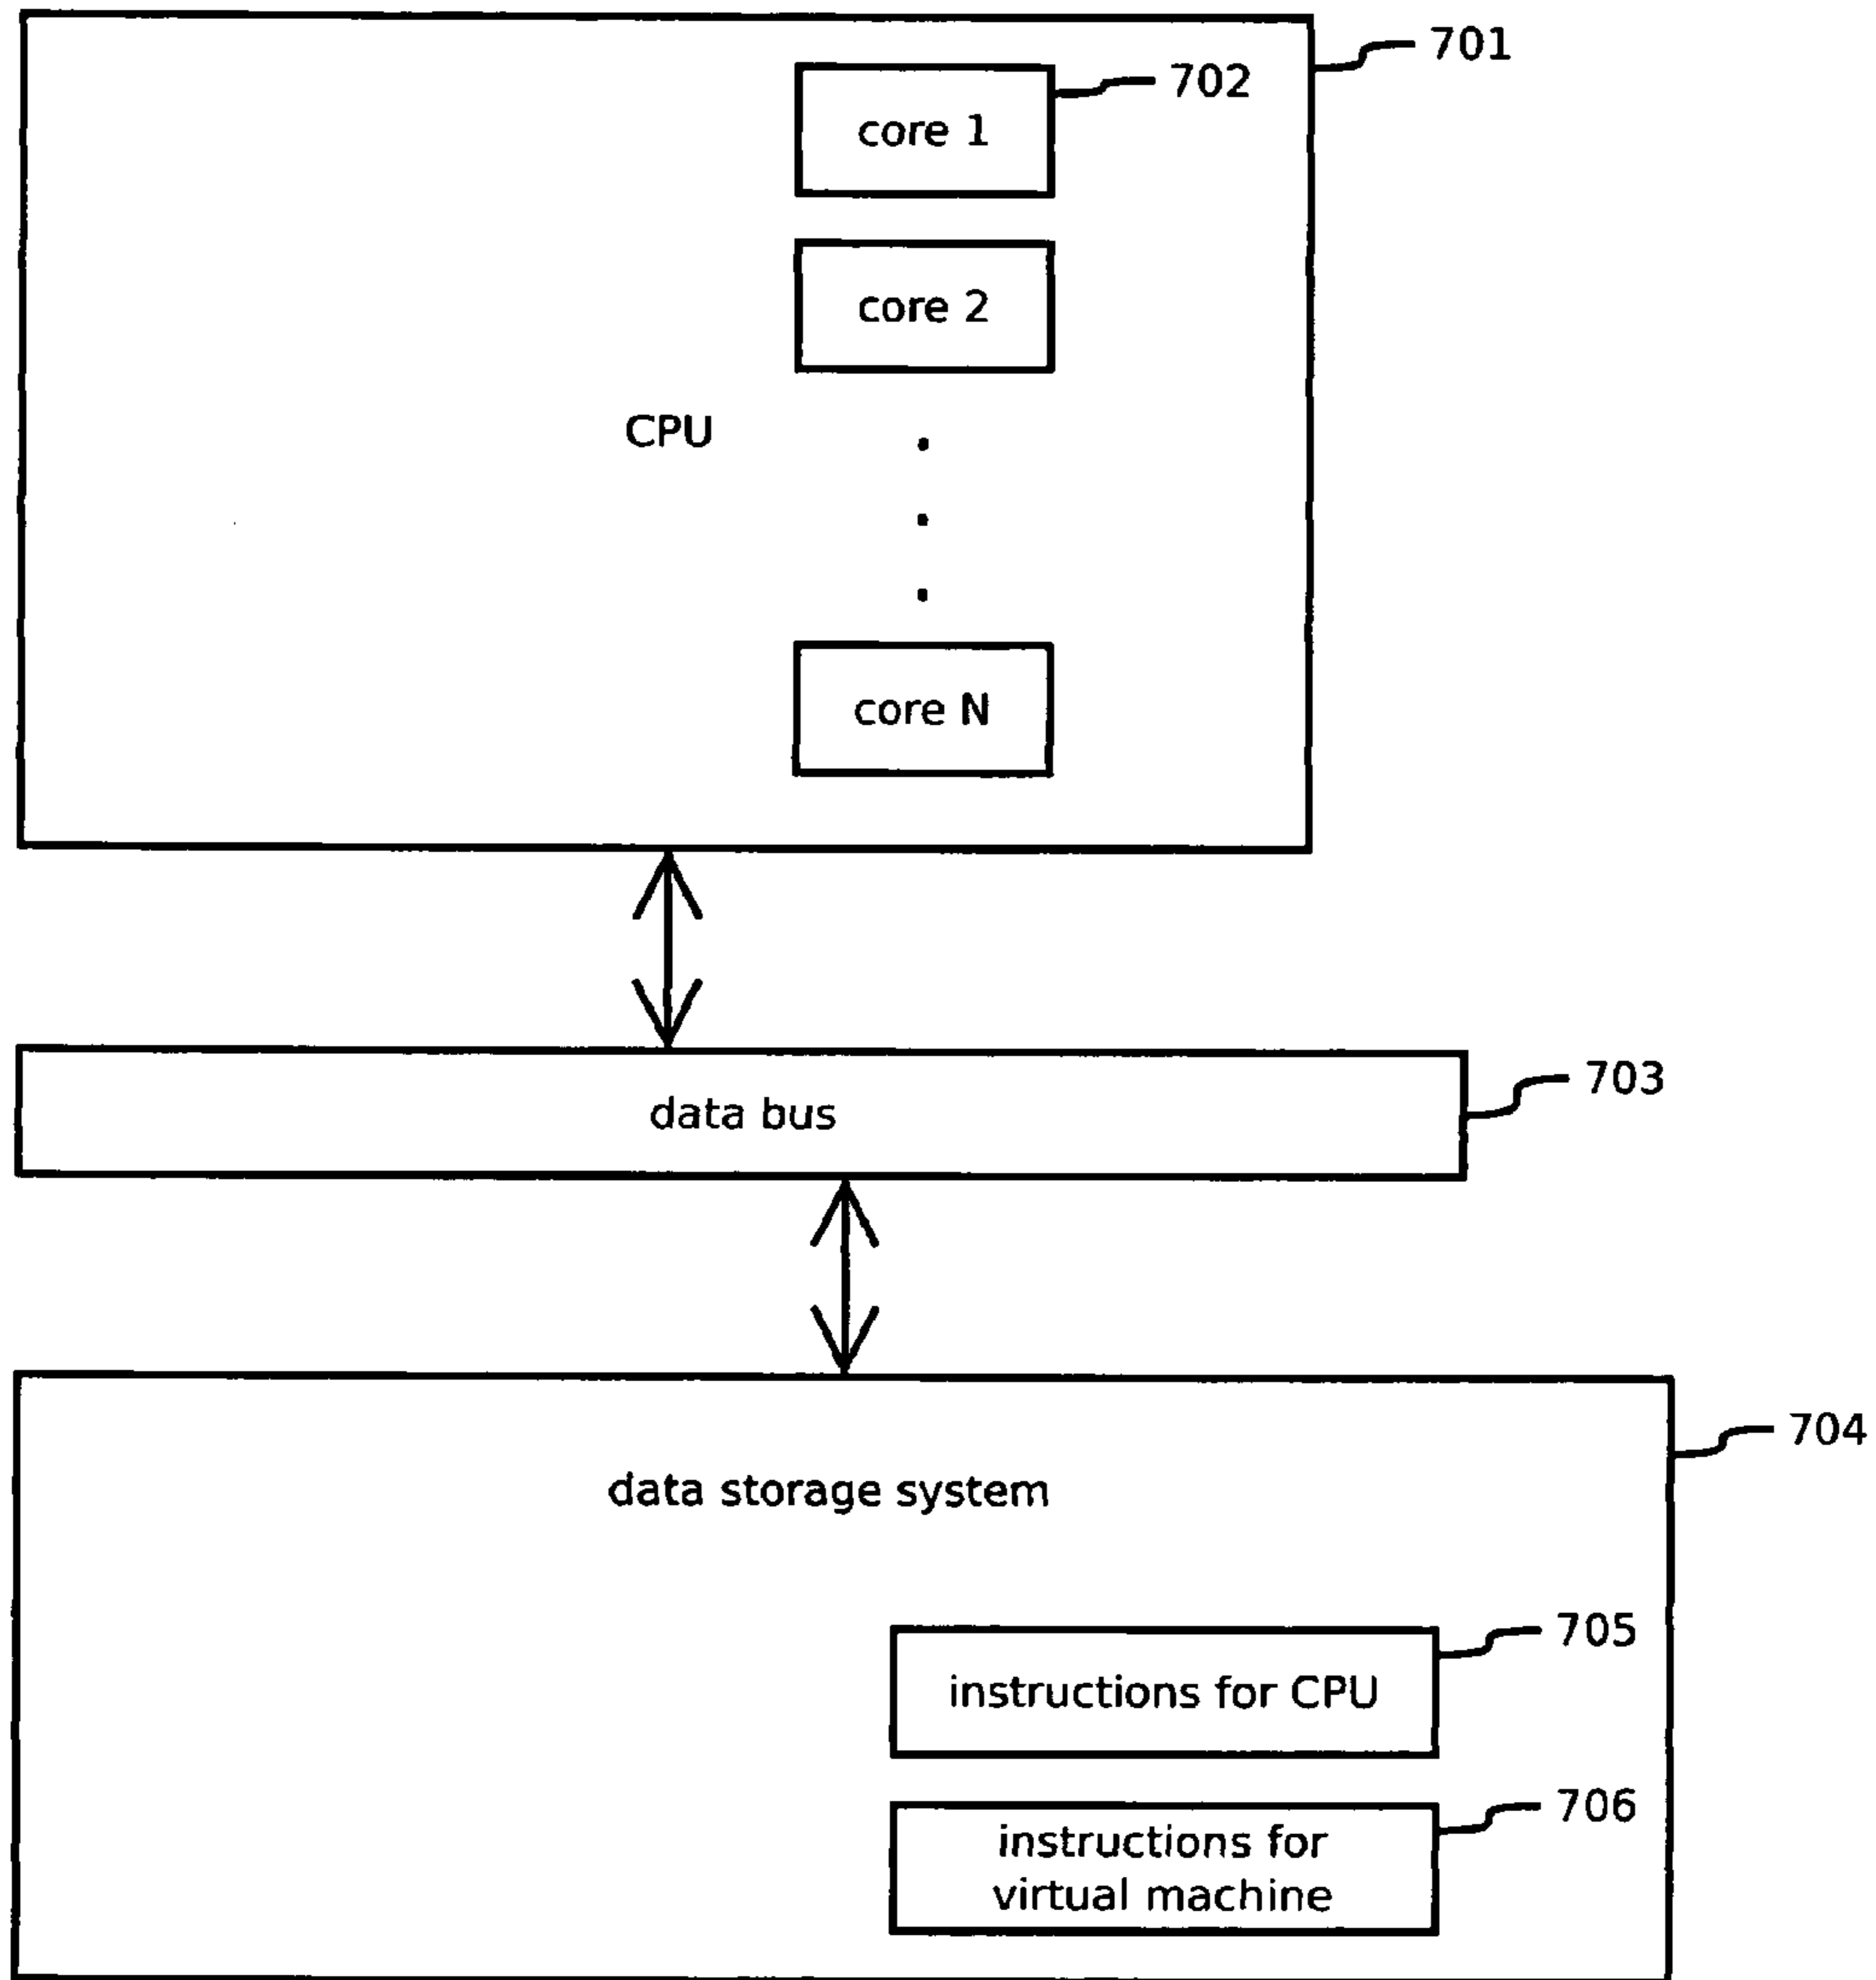 701
702
core 1
core 2
CPU
core N
703
data bus
704
data storage system
705
instructions for CPU
706
instructions for
virtual machine